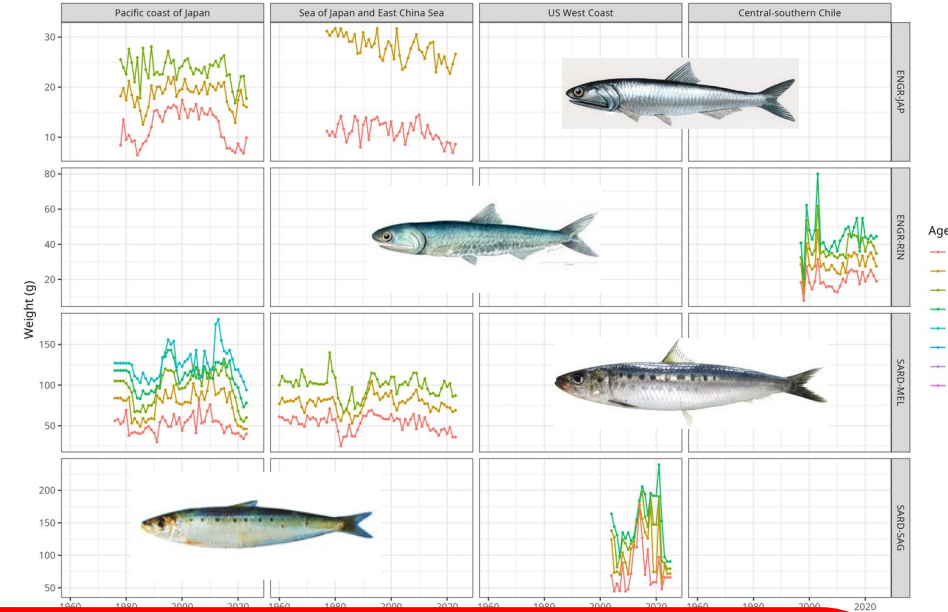 Pacific coast of Japan
Sea of Japan and East China Sea
US West Coast
Central-southern Chile
30
20
10
ENGR-JAP
80
60
40
20
ENGR-RIN
Weight (g)
Age
150
100
50
SARD-MEL
200
150
100
50
SARD-SAG
1960 1980 2000 2020 1960 1980 2000 2020 1960 1980 2000 2020 1960 1980 2000 2020